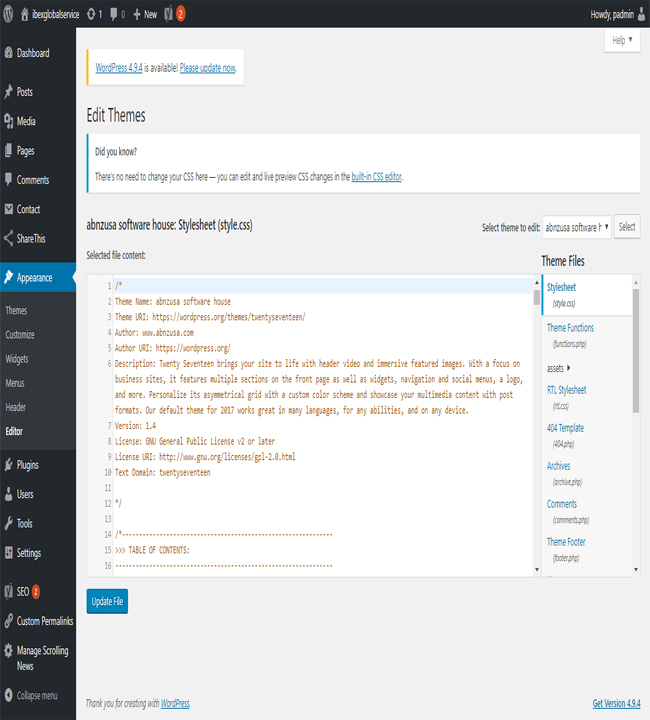 ibexglobalservice 1 0 New 2 Howdy, padmin
Help ▼
Dashboard
Posts
Media
Pages
Comments
Contact
ShareThis
Appearance
Themes
Customize
Widgets
Menus
Header
Editor
Plugins
Users
Tools
Settings
SEO 2
Custom Permalinks
Manage Scrolling
News
Collapse menu
WordPress 4.9.4 is available! Please update now.
Edit Themes
Did you know?
There's no need to change your CSS here — you can edit and live preview CSS changes in the built-in CSS editor.
abnzusa software house: Stylesheet (style.css)
Select theme to edit: abnzusa software h ▼ Select
Selected file content:
1 /*
2 Theme Name: abnzusa software house
3 Theme URI: https://wordpress.org/themes/twentyseventeen/
4 Author: www.abnzusa.com
5 Author URI: https://wordpress.org/
6 Description: Twenty Seventeen brings your site to life with header video and immersive featured images. With a focus on
business sites, it features multiple sections on the front page as well as widgets, navigation and social menus, a logo,
and more. Personalize its asymmetrical grid with a custom color scheme and showcase your multimedia content with post
formats. Our default theme for 2017 works great in many languages, for any abilities, and on any device.
7 Version: 1.4
8 License: GNU General Public License v2 or later
9 License URI: http://www.gnu.org/licenses/gpl-2.0.html
10 Text Domain: twentyseventeen
11
12 */
13
14 /*--------------------------------------------------------------
15 >>> TABLE OF CONTENTS:
16 ----------------------------------------------------------------
Theme Files
Stylesheet
(style.css)
Theme Functions
(functions.php)
assets ▶
RTL Stylesheet
(rtl.css)
404 Template
(404.php)
Archives
(archive.php)
Comments
(comments.php)
Theme Footer
(footer.php)
Update File
Thank you for creating with WordPress.
Get Version 4.9.4